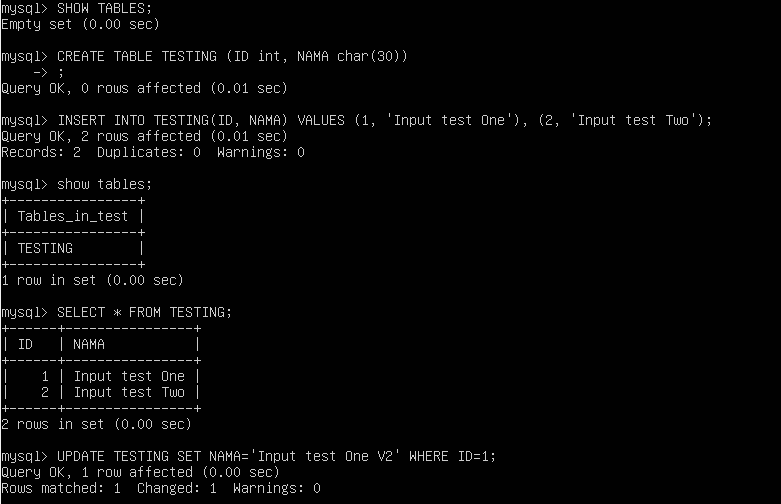 mysql> SHOW TABLES;
Empty set (0.00 sec)

mysql> CREATE TABLE TESTING (ID int, NAMA char(30))
    -> ;
Query OK, 0 rows affected (0.01 sec)

mysql> INSERT INTO TESTING(ID, NAMA) VALUES (1, 'Input test One'), (2, 'Input test Two');
Query OK, 2 rows affected (0.01 sec)
Records: 2  Duplicates: 0  Warnings: 0

mysql> show tables;
+----------------+
| Tables_in_test |
+----------------+
| TESTING        |
+----------------+
1 row in set (0.00 sec)

mysql> SELECT * FROM TESTING;
+------+----------------+
| ID   | NAMA           |
+------+----------------+
|    1 | Input test One |
|    2 | Input test Two |
+------+----------------+
2 rows in set (0.00 sec)

mysql> UPDATE TESTING SET NAMA='Input test One V2' WHERE ID=1;
Query OK, 1 row affected (0.00 sec)
Rows matched: 1  Changed: 1  Warnings: 0